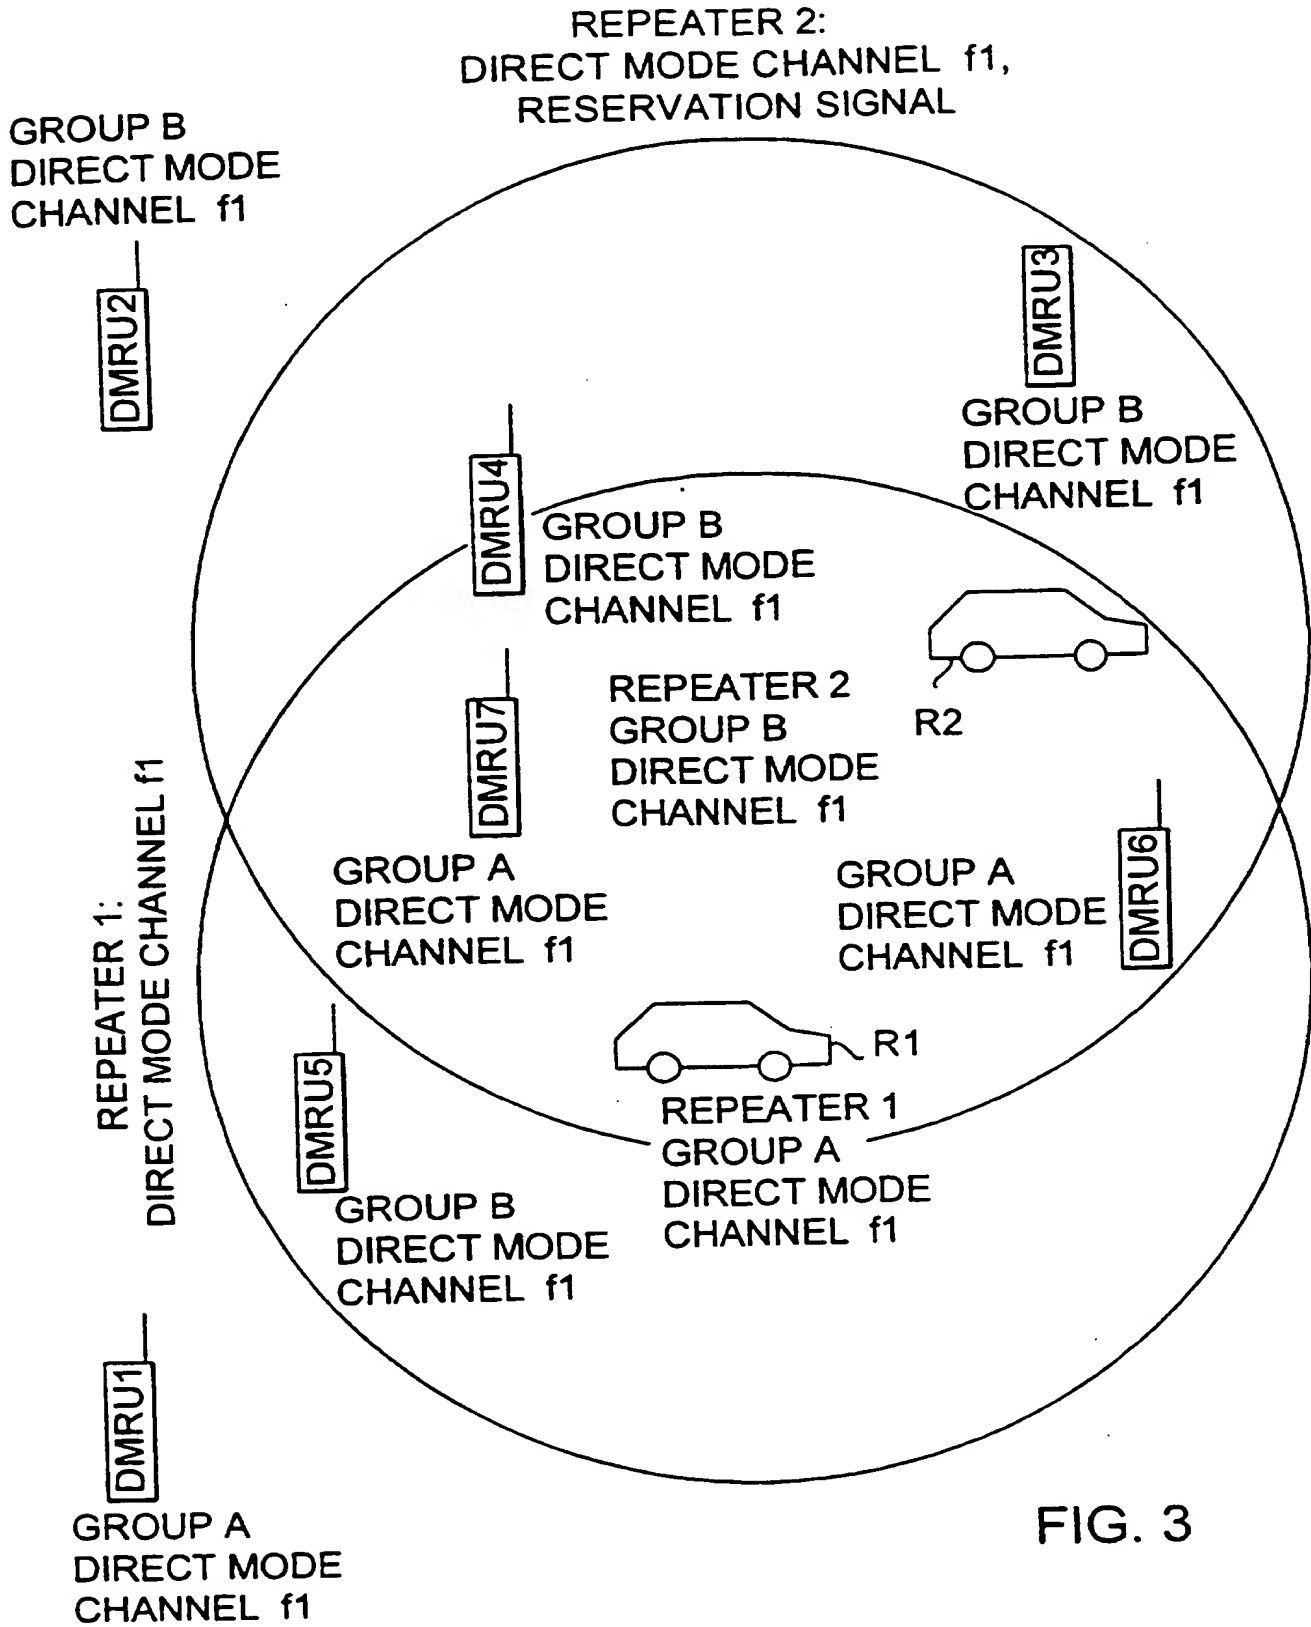 REPEATER 2:
DIRECT MODE CHANNEL f1,
RESERVATION SIGNAL
GROUP B
DIRECT MODE
CHANNEL f1
DMRU2
DMRU3
GROUP B
DIRECT MODE
CHANNEL f1
DMRU4
GROUP B
DIRECT MODE
CHANNEL f1
R2
REPEATER 2
GROUP B
DIRECT MODE
CHANNEL f1
DMRU7
GROUP A
DIRECT MODE
CHANNEL f1
DMRU6
GROUP A
DIRECT MODE
CHANNEL f1
REPEATER 1:
DIRECT MODE CHANNEL f1
R1
REPEATER 1
GROUP A
DIRECT MODE
CHANNEL f1
DMRU5
GROUP B
DIRECT MODE
CHANNEL f1
DMRU1
GROUP A
DIRECT MODE
CHANNEL f1
FIG. 3